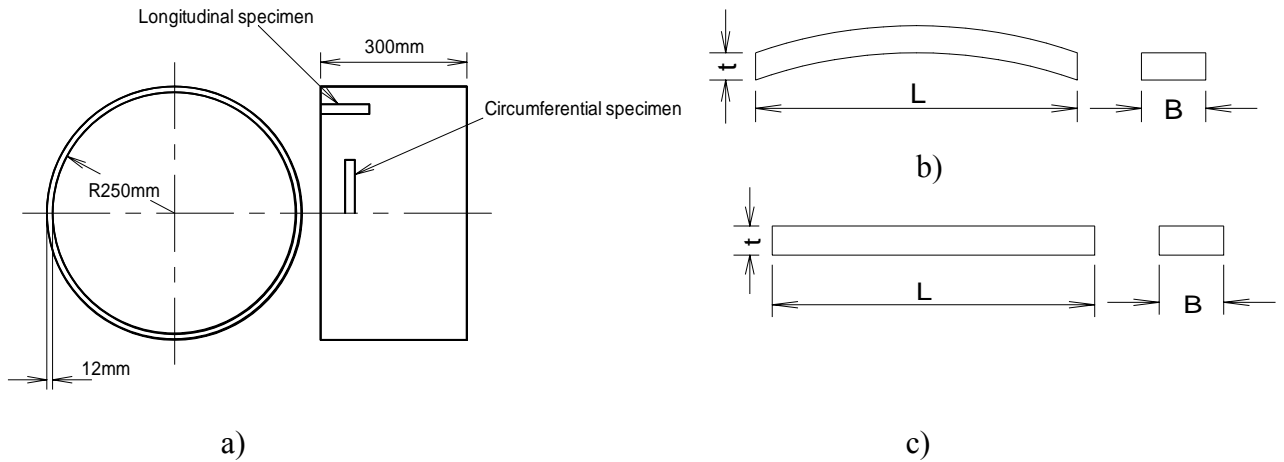 Longitudinal specimen
300mm
Circumferential specimen
R250mm
12mm
a)
t
L
B
b)
t
L
B
c)